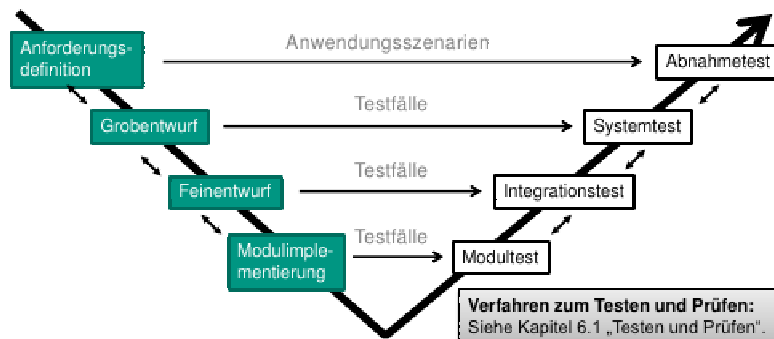 Anforderungs-
definition
Anwendungsszenarien
Abnahmetest
Grobentwurf
Testfälle
Systemtest
Feinentwurf
Testfälle
Integrationstest
Modulimple-
mentierung
Testfälle
Modultest
Verfahren zum Testen und Prüfen:
Siehe Kapitel 6.1 „Testen und Prüfen“.